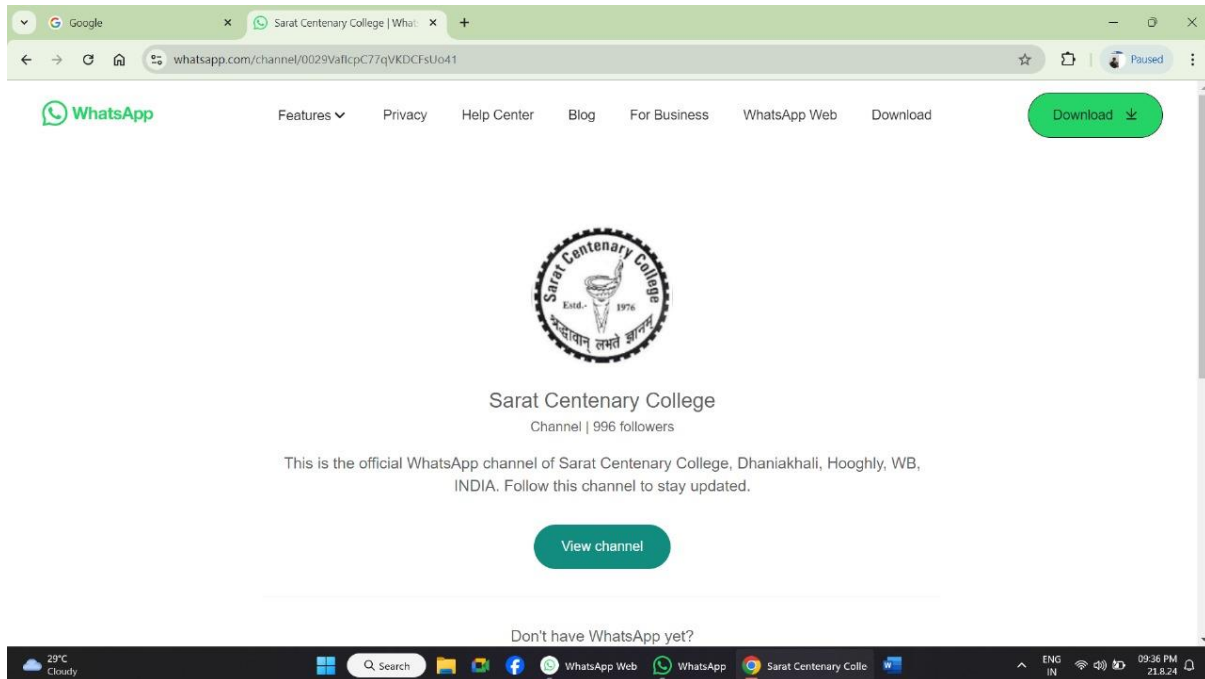 Google
Sarat Centenary College | What
whatsapp.com/channel/0029VaflcpC77qVKDCFsUo41
Paused
WhatsApp
Features
Privacy
Help Center
Blog
For Business
WhatsApp Web
Download
Download
Sarat Centenary College
Estd.- 1976
श्रद्धावान् लभते ज्ञानम्
Sarat Centenary College
Channel | 996 followers
This is the official WhatsApp channel of Sarat Centenary College, Dhaniakhali, Hooghly, WB,
INDIA. Follow this channel to stay updated.
View channel
Don't have WhatsApp yet?
29°C
Cloudy
Search
WhatsApp Web
WhatsApp
Sarat Centenary Colle
ENG
IN
09:36 PM
21.8.24